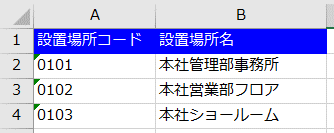 A B
1 設置場所コード 設置場所名
2 0101 本社管理部事務所
3 0102 本社営業部フロア
4 0103 本社ショールーム